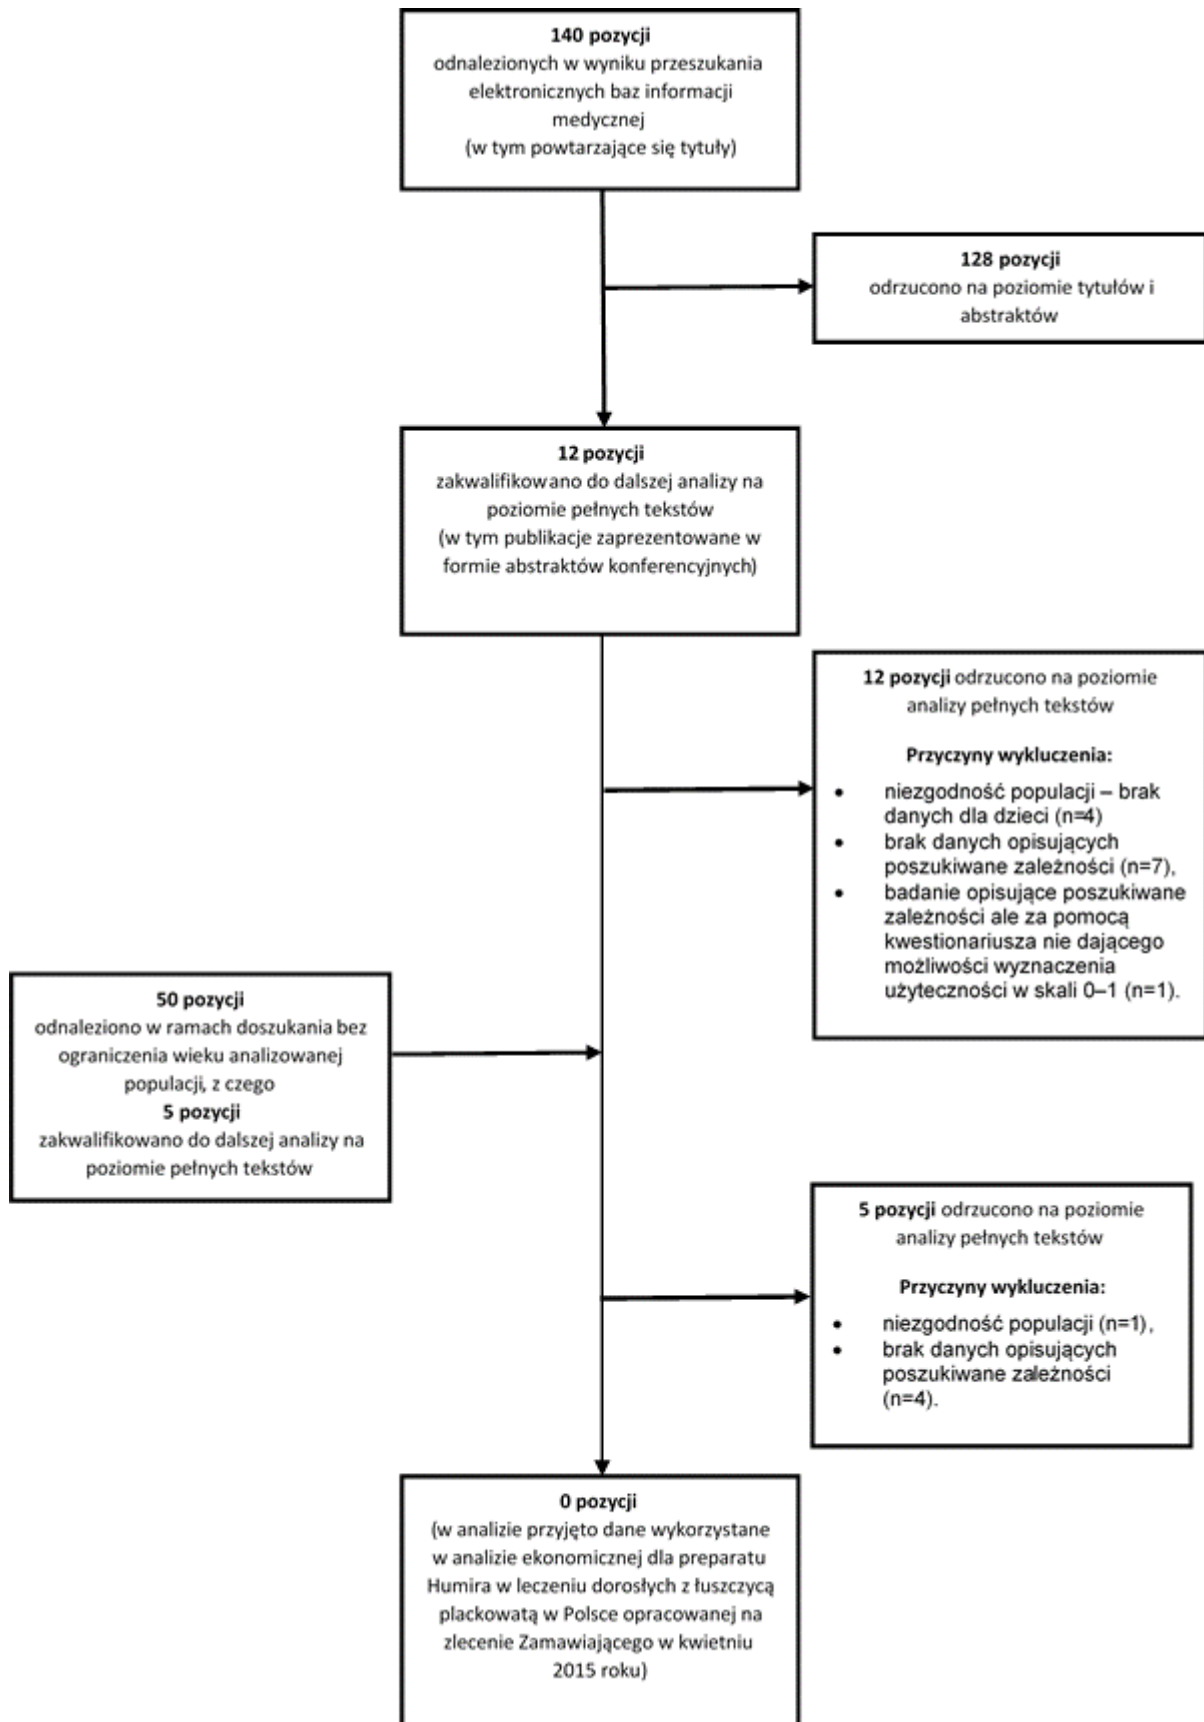 140 pozycji
odnalezionych w wyniku przeszukania
elektronicznych baz informacji
medycznej
(w tym powtarzające się tytuły)
128 pozycji
odrzucono na poziomie tytułów i
abstraktów
12 pozycji
zakwalifikowano do dalszej analizy na
poziomie pełnych tekstów
(w tym publikacje zaprezentowane w
formie abstraktów konferencyjnych)
12 pozycji odrzucono na poziomie
analizy pełnych tekstów
Przyczyny wykluczenia:
• niezgodność populacji – brak
danych dla dzieci (n=4)
• brak danych opisujących
poszukiwane zależności (n=7),
• badanie opisujące poszukiwane
zależności ale za pomocą
kwestionariusza nie dającego
możliwości wyznaczenia
użyteczności w skali 0–1 (n=1).
50 pozycji
odnaleziono w ramach doszukania bez
ograniczenia wieku analizowanej
populacji, z czego
5 pozycji
zakwalifikowano do dalszej analizy na
poziomie pełnych tekstów
5 pozycji odrzucono na poziomie
analizy pełnych tekstów
Przyczyny wykluczenia:
• niezgodność populacji (n=1),
• brak danych opisujących
poszukiwane zależności
(n=4).
0 pozycji
(w analizie przyjęto dane wykorzystane
w analizie ekonomicznej dla preparatu
Humira w leczeniu dorosłych z łuszczycą
plackowatą w Polsce opracowanej na
zlecenie Zamawiającego w kwietniu
2015 roku)